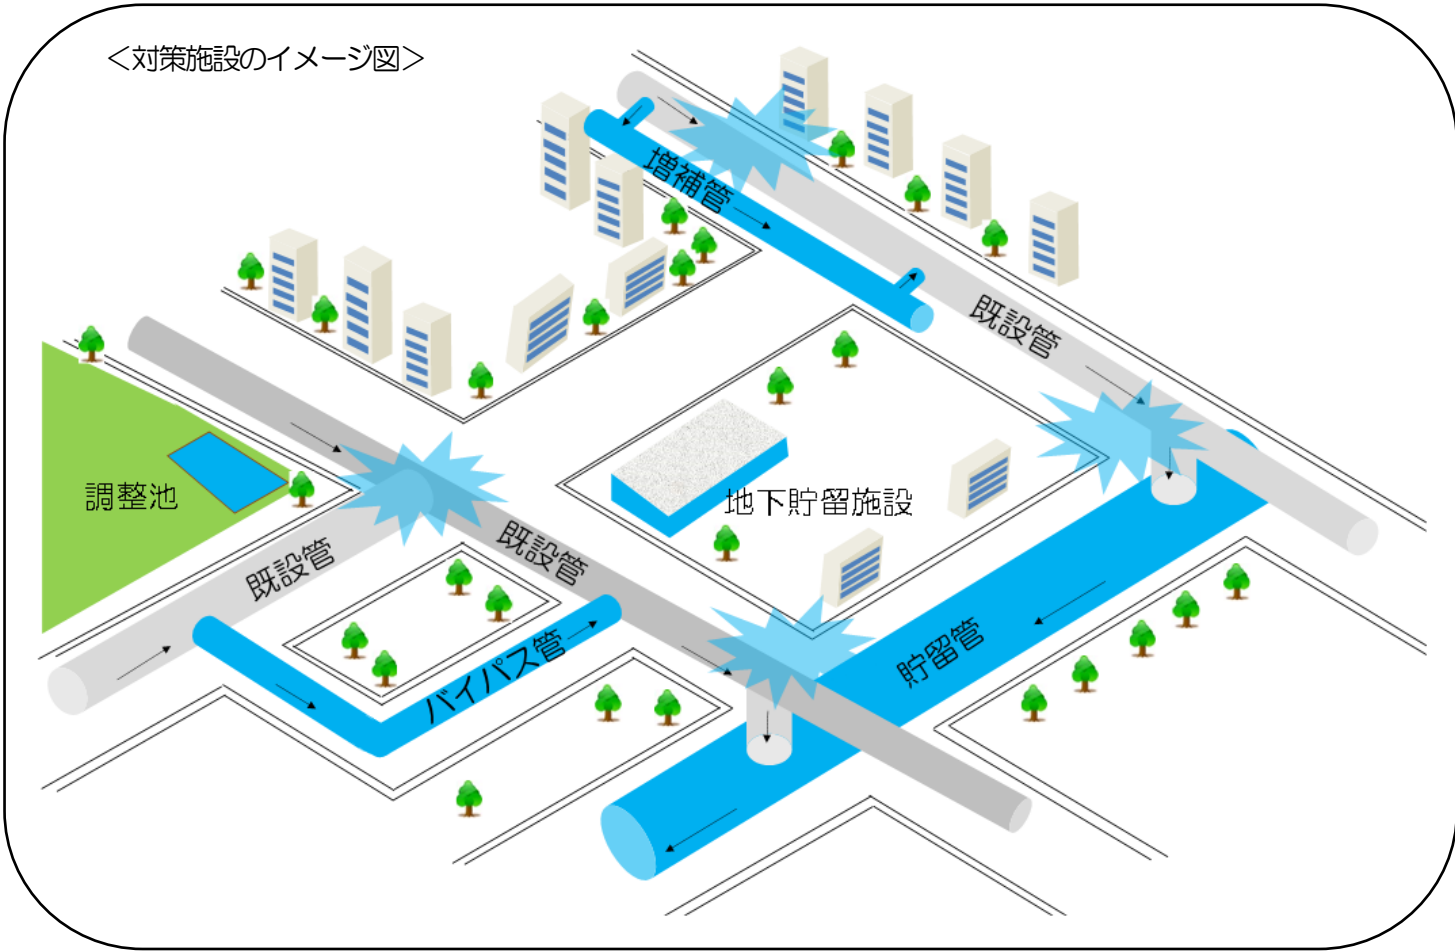 ＜対策施設のイメージ図＞
増補管
既設管
調整池
地下貯留施設
既設管
既設管
バイパス管
貯留管